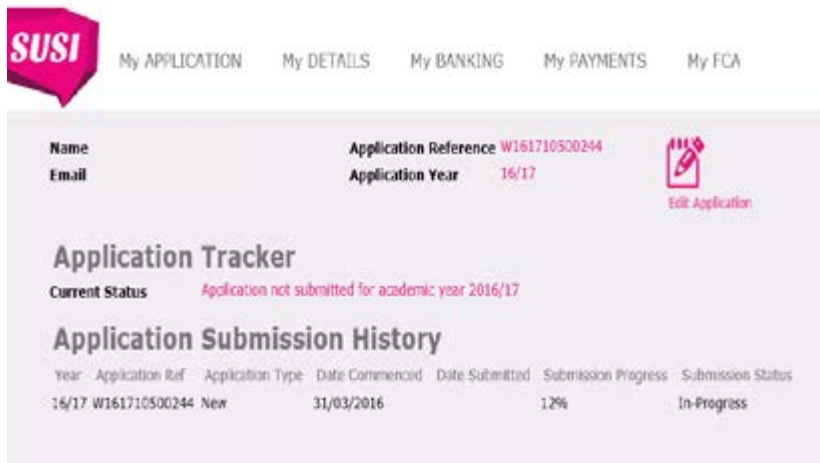 SUSI
My APPLICATION My DETAILS My BANKING My PAYMENTS My FCA
Name Application Reference W161710500244
Email Application Year 16/17
Edit Application
Application Tracker
Current Status Application not submitted for academic year 2016/17
Application Submission History
Year Application Ref Application Type Date Commenced Date Submitted Submission Progress Submission Status
16/17 W161710500244 New 31/03/2016 12% In-Progress